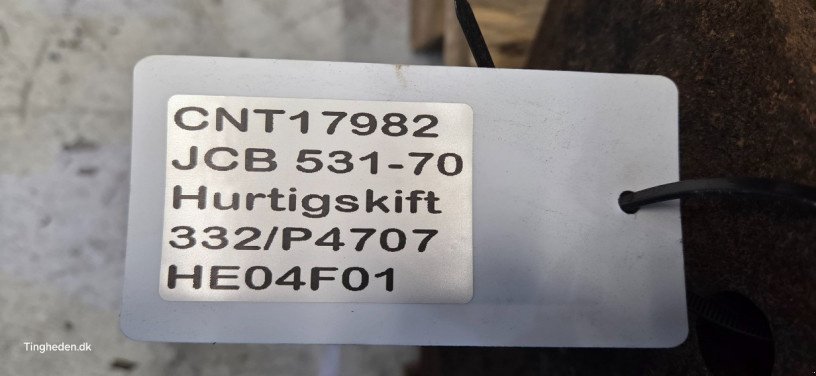 CNT17982
JCB 531-70
Hurtigskift
332/P4707
HE04F01
Tingheden.dk